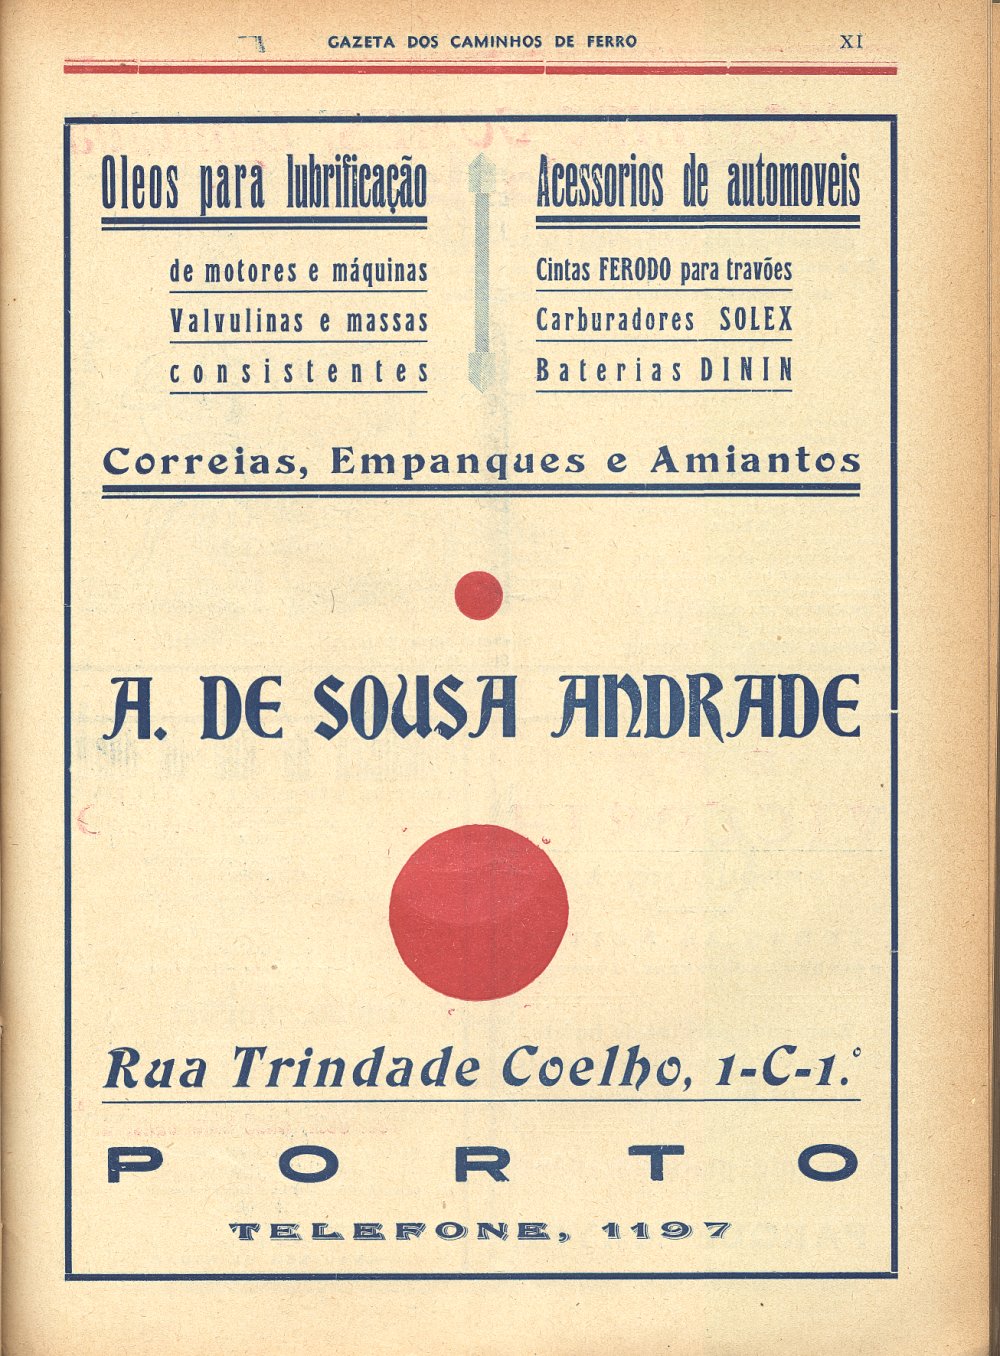 GAZETA DOS CAMINHOS DE FERRO
XI
Oleos para lubrificação
de motores e máquinas
Valvulinas e massas
consistentes
Acessorios de automoveis
Cintas FERODO para travões
Carburadores SOLEX
Baterias DININ
Correias, Empanques e Amiantos
A. DE SOUSA ANDRADE
Rua Trindade Coelho, 1-C-1.º
PORTO
TELEFONE, 1197